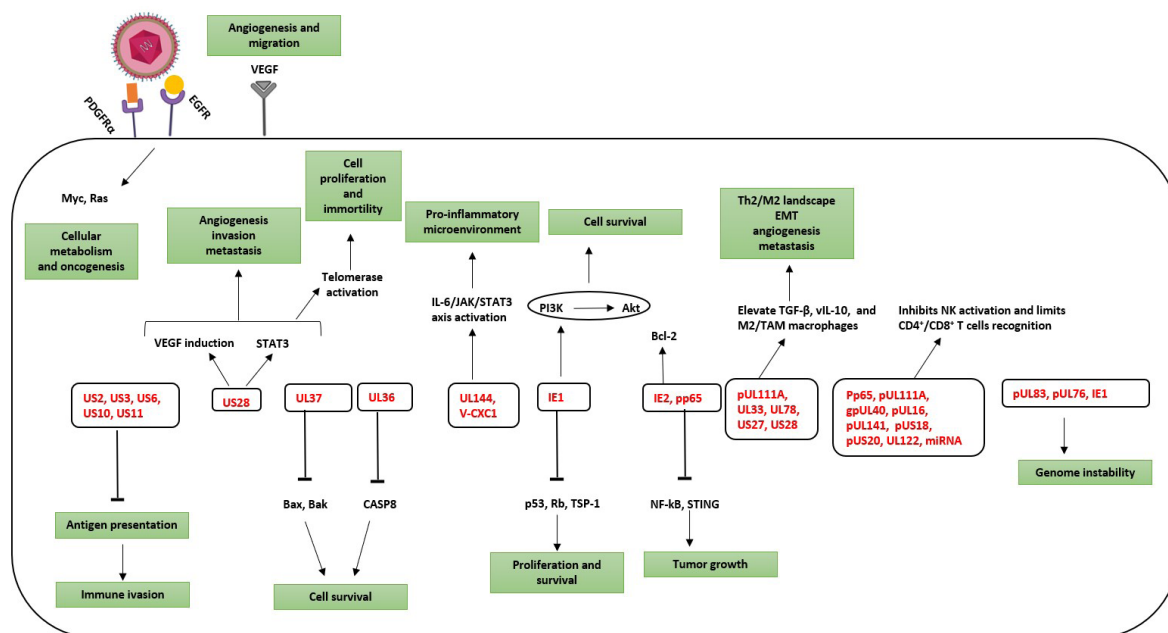 Angiogenesis and
migration
VEGF
PDGFRα
EGFR
Myc, Ras
Cellular
metabolism
and oncogenesis
Angiogenesis
invasion
metastasis
Cell
proliferation
and
immortility
Telomerase
activation
VEGF induction
STAT3
Pro-inflammatory
microenvironment
IL-6/JAK/STAT3
axis activation
Cell survival
PI3K
Akt
Bcl-2
Th2/M2 landscape
EMT
angiogenesis
metastasis
Elevate TGF-β, vIL-10, and
M2/TAM macrophages
Inhibits NK activation and limits
CD4⁺/CD8⁺ T cells recognition
US2, US3, US6,
US10, US11
US28
UL37
UL36
UL144,
V-CXC1
IE1
IE2, pp65
pUL111A,
UL33, UL78,
US27, US28
Pp65, pUL111A,
gpUL40, pUL16,
pUL141, pUS18,
pUS20, UL122, miRNA
pUL83, pUL76, IE1
Genome instability
Antigen presentation
Immune ivasion
Bax, Bak
CASP8
Cell survival
p53, Rb, TSP-1
Proliferation and
survival
NF-kB, STING
Tumor growth